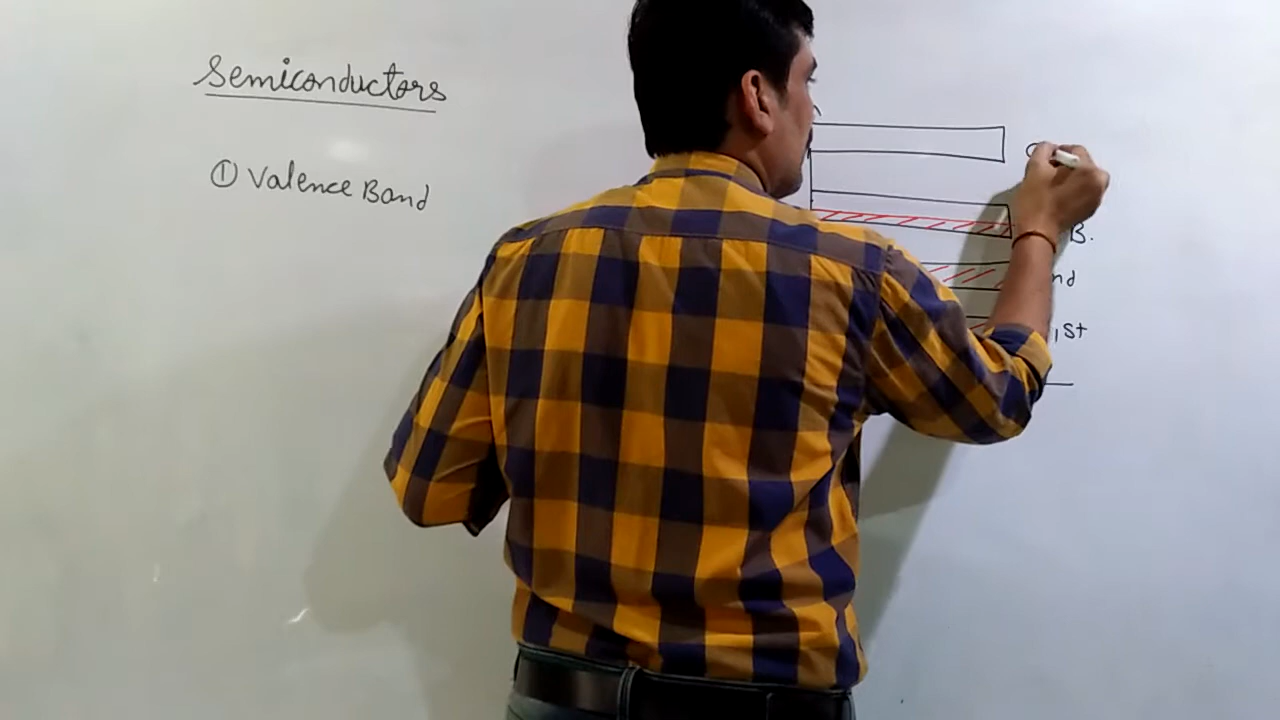 Semiconductors
① Valence Band
C
B.
nd
1st